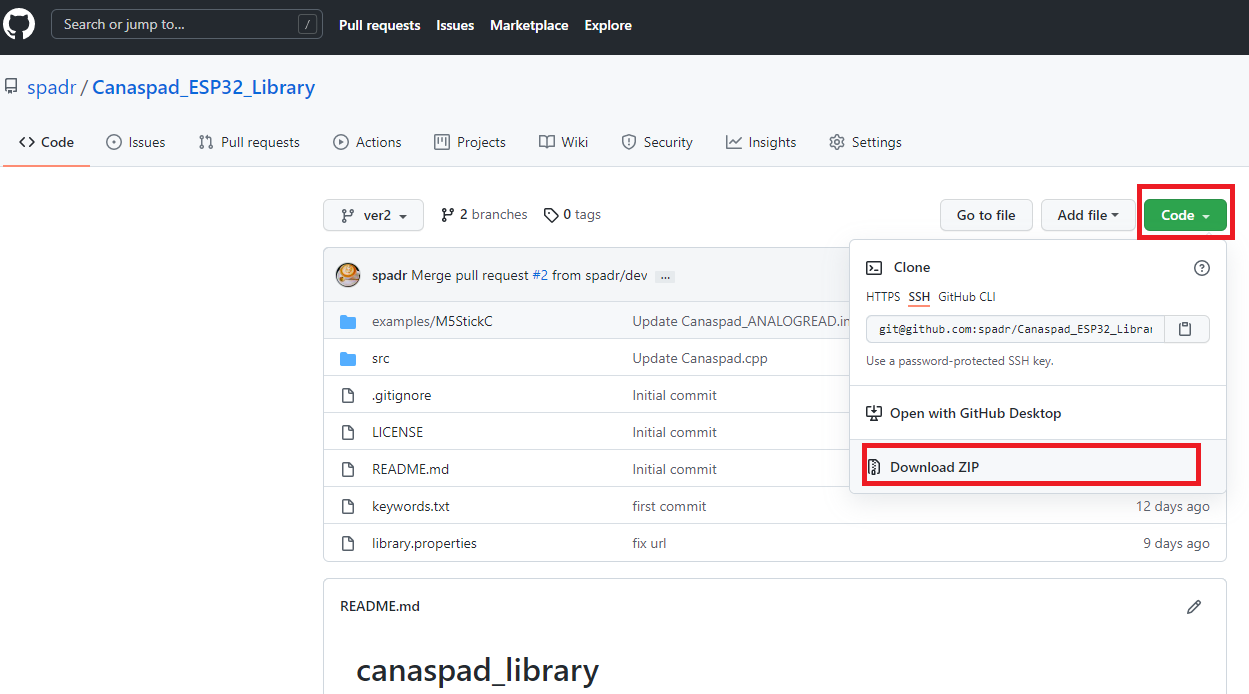 Search or jump to... /
Pull requests Issues Marketplace Explore
spadr / Canaspad_ESP32_Library
Code Issues Pull requests Actions Projects Wiki Security Insights Settings
ver2 2 branches 0 tags Go to file Add file Code
spadr Merge pull request #2 from spadr/dev ...
examples/M5StickC Update Canaspad_ANALOGREAD.in
src Update Canaspad.cpp
.gitignore Initial commit
LICENSE Initial commit
README.md Initial commit
keywords.txt first commit 12 days ago
library.properties fix url 9 days ago
Clone
HTTPS SSH GitHub CLI
git@github.com:spadr/Canaspad_ESP32_Librar
Use a password-protected SSH key.
Open with GitHub Desktop
Download ZIP
README.md
canaspad_library